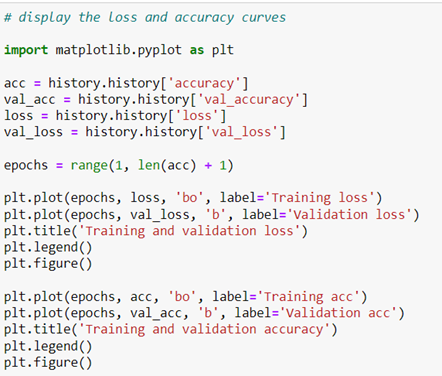 # display the loss and accuracy curves
import matplotlib.pyplot as plt
acc = history.history['accuracy']
val_acc = history.history['val_accuracy']
loss = history.history['loss']
val_loss = history.history['val_loss']
epochs = range(1, len(acc) + 1)
plt.plot(epochs, loss, 'bo', label='Training loss')
plt.plot(epochs, val_loss, 'b', label='Validation loss')
plt.title('Training and validation loss')
plt.legend()
plt.figure()
plt.plot(epochs, acc, 'bo', label='Training acc')
plt.plot(epochs, val_acc, 'b', label='Validation acc')
plt.title('Training and validation accuracy')
plt.legend()
plt.figure()